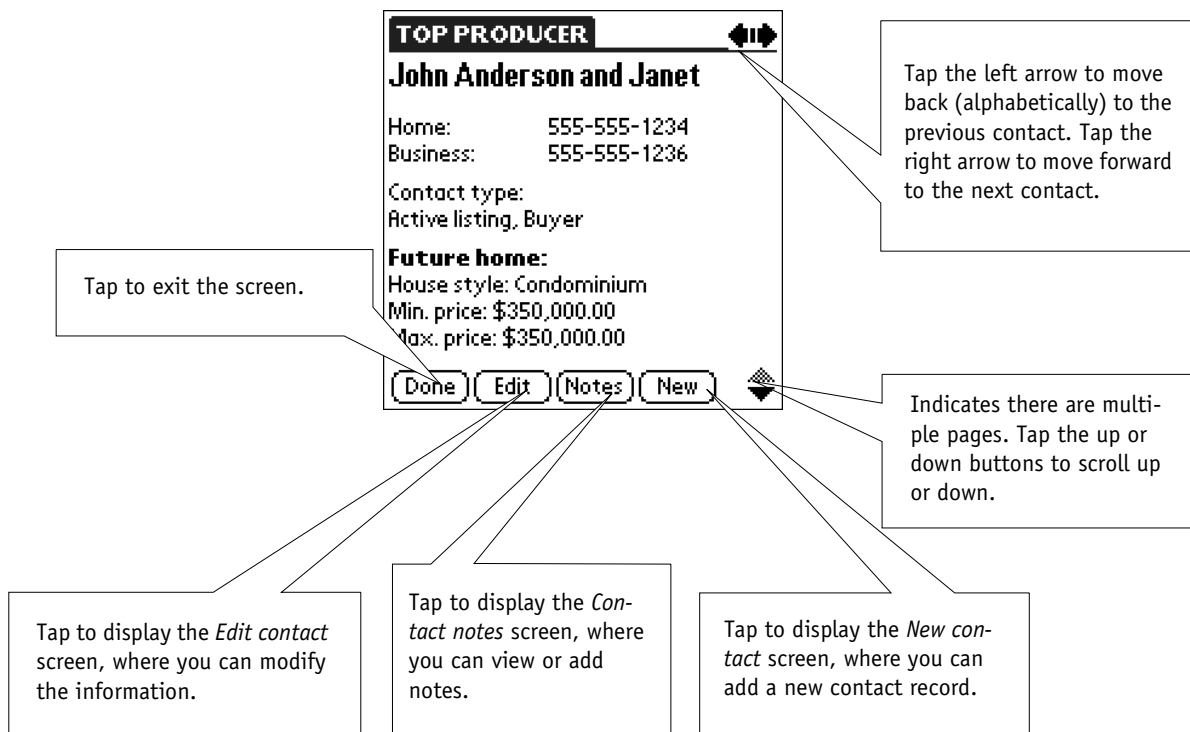 TOP PRODUCER
John Anderson and Janet
Home: 555-555-1234
Business: 555-555-1236
Contact type:
Active listing, Buyer
Future home:
House style: Condominium
Min. price: $350,000.00
Max. price: $350,000.00
Done Edit Notes New
Tap the left arrow to move
back (alphabetically) to the
previous contact. Tap the
right arrow to move forward
to the next contact.
Tap to exit the screen.
Indicates there are multi-
ple pages. Tap the up or
down buttons to scroll up
or down.
Tap to display the Edit contact
screen, where you can modify
the information.
Tap to display the Con-
tact notes screen, where
you can view or add
notes.
Tap to display the New con-
tact screen, where you can
add a new contact record.